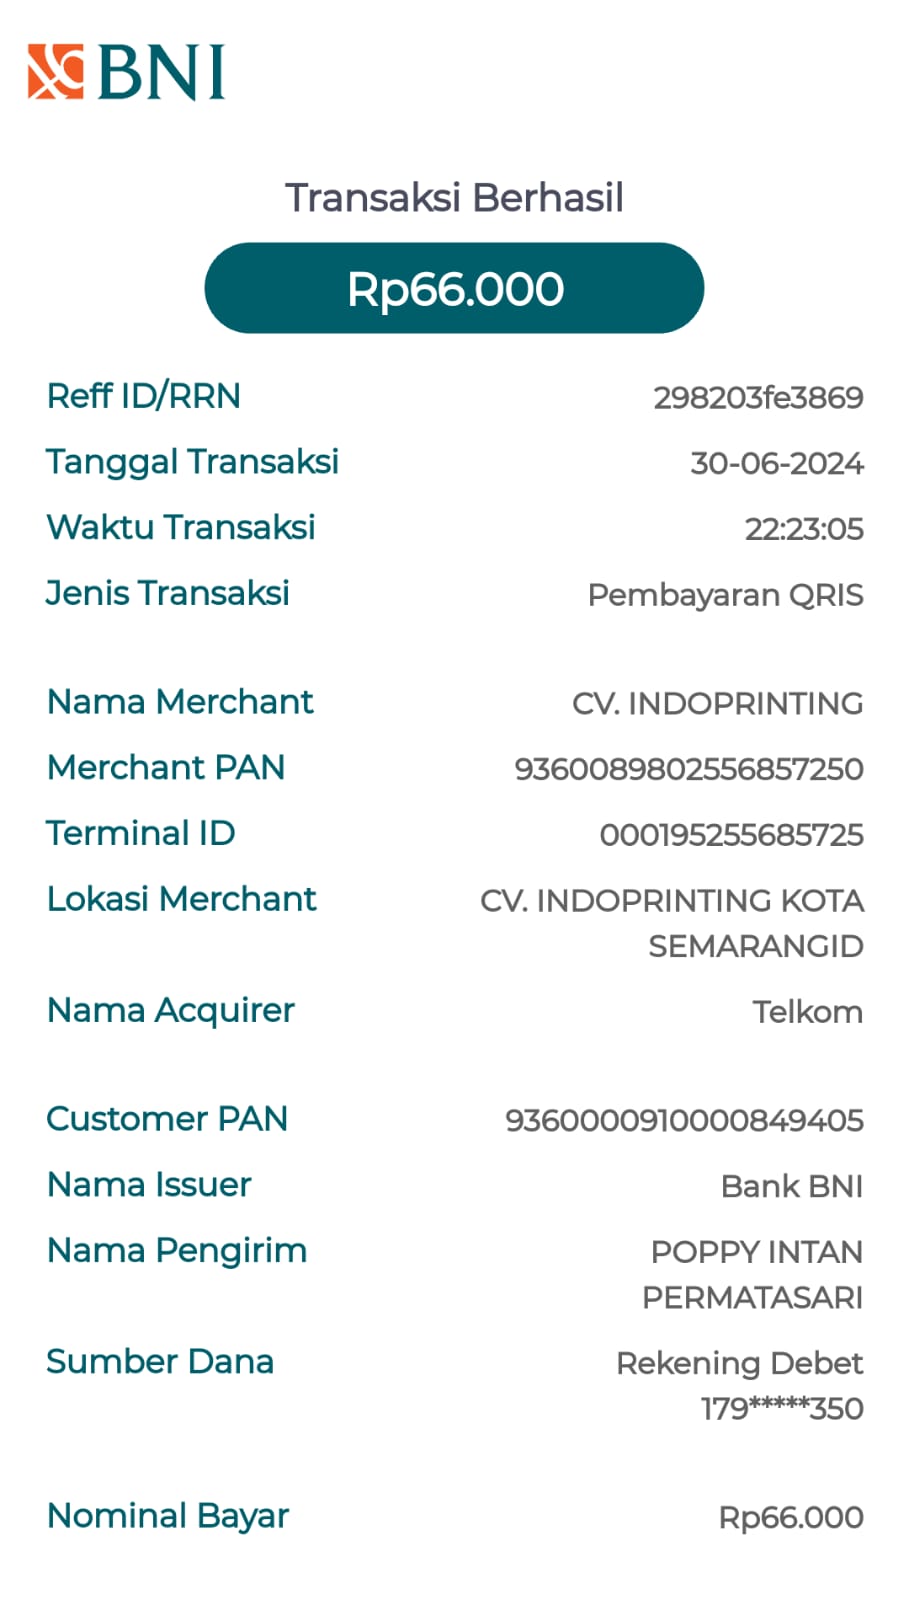 BNI
Transaksi Berhasil
Rp66.000
Reff ID/RRN 298203fe3869
Tanggal Transaksi 30-06-2024
Waktu Transaksi 22:23:05
Jenis Transaksi Pembayaran QRIS
Nama Merchant CV. INDOPRINTING
Merchant PAN 9360089802556857250
Terminal ID 000195255685725
Lokasi Merchant CV. INDOPRINTING KOTA
SEMARANGID
Nama Acquirer Telkom
Customer PAN 9360000910000849405
Nama Issuer Bank BNI
Nama Pengirim POPPY INTAN
PERMATASARI
Sumber Dana Rekening Debet
179*****350
Nominal Bayar Rp66.000